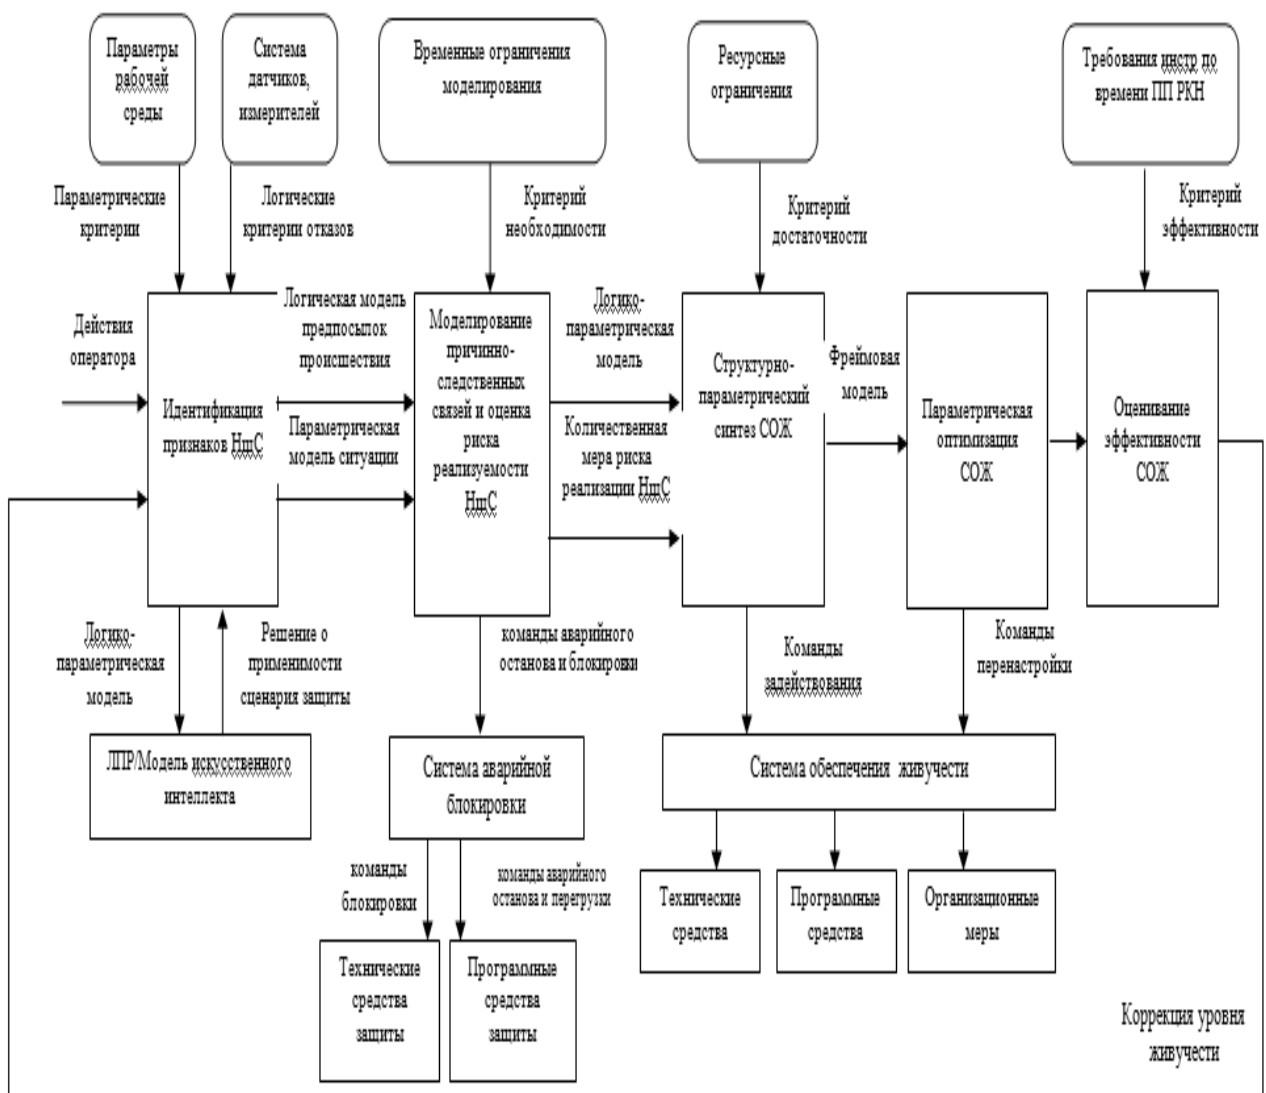 Параметры
рабочей
среды
Система
датчиков,
измерителей
Временные ограничения
моделирования
Ресурсные
ограничения
Требования инстр по
времени ПП РКН
Параметрические
критерии
Логические
критерии отказов
Критерий
необходимости
Критерий
достаточности
Критерий
эффективности
Действия
оператора
Идентификация
признаков НшС
Логическая модель
предпосылок
происшествия
Параметрическая
модель ситуации
Моделирование
причинно-
следственных
связей и оценка
риска
реализуемости
НшС
Логико-
параметрическая
модель
Количественная
мера риска
реализации НшС
Структурно-
параметрический
синтез СОЖ
Фреймовая
модель
Параметрическая
оптимизация
СОЖ
Оценивание
эффективности
СОЖ
Логико-
параметрическая
модель
Решение о
применимости
сценария защиты
команды аварийного
останова и блокировки
Команды
задействования
Команды
перенастройки
ЛПР/Модель искусственного
интеллекта
Система аварийной
блокировки
Система обеспечения живучести
команды
блокировки
команды аварийного
останова и перегрузки
Технические
средства
Программные
средства
Организационные
меры
Технические
средства
защиты
Программные
средства
защиты
Коррекция уровня
живучести